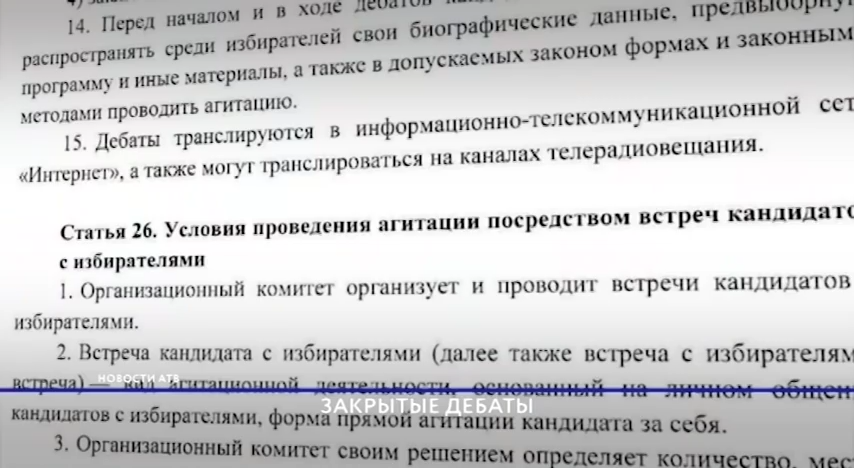 14. Перед началом и в ходе дебатов
распространять среди избирателей свои биографические данные, предвыборную
программу и иные материалы, а также в допускаемых законом формах и законным
методами проводить агитацию.
15. Дебаты транслируются в информационно-телекоммуникационной сет
«Интернет», а также могут транслироваться на каналах телерадиовещания.
Статья 26. Условия проведения агитации посредством встреч кандидато
с избирателями
1. Организационный комитет организует и проводит встречи кандидатов
избирателями.
2. Встреча кандидата с избирателями (далее также встреча с избирателям
встреча) — вид агитационной деятельности, основанный на личном общен
НОВОСТИ АТВ
ЗАКРЫТЫЕ ДЕБАТЫ
кандидатов с избирателями, форма прямой агитации кандидата за себя.
3. Организационный комитет своим решением определяет количество, мес